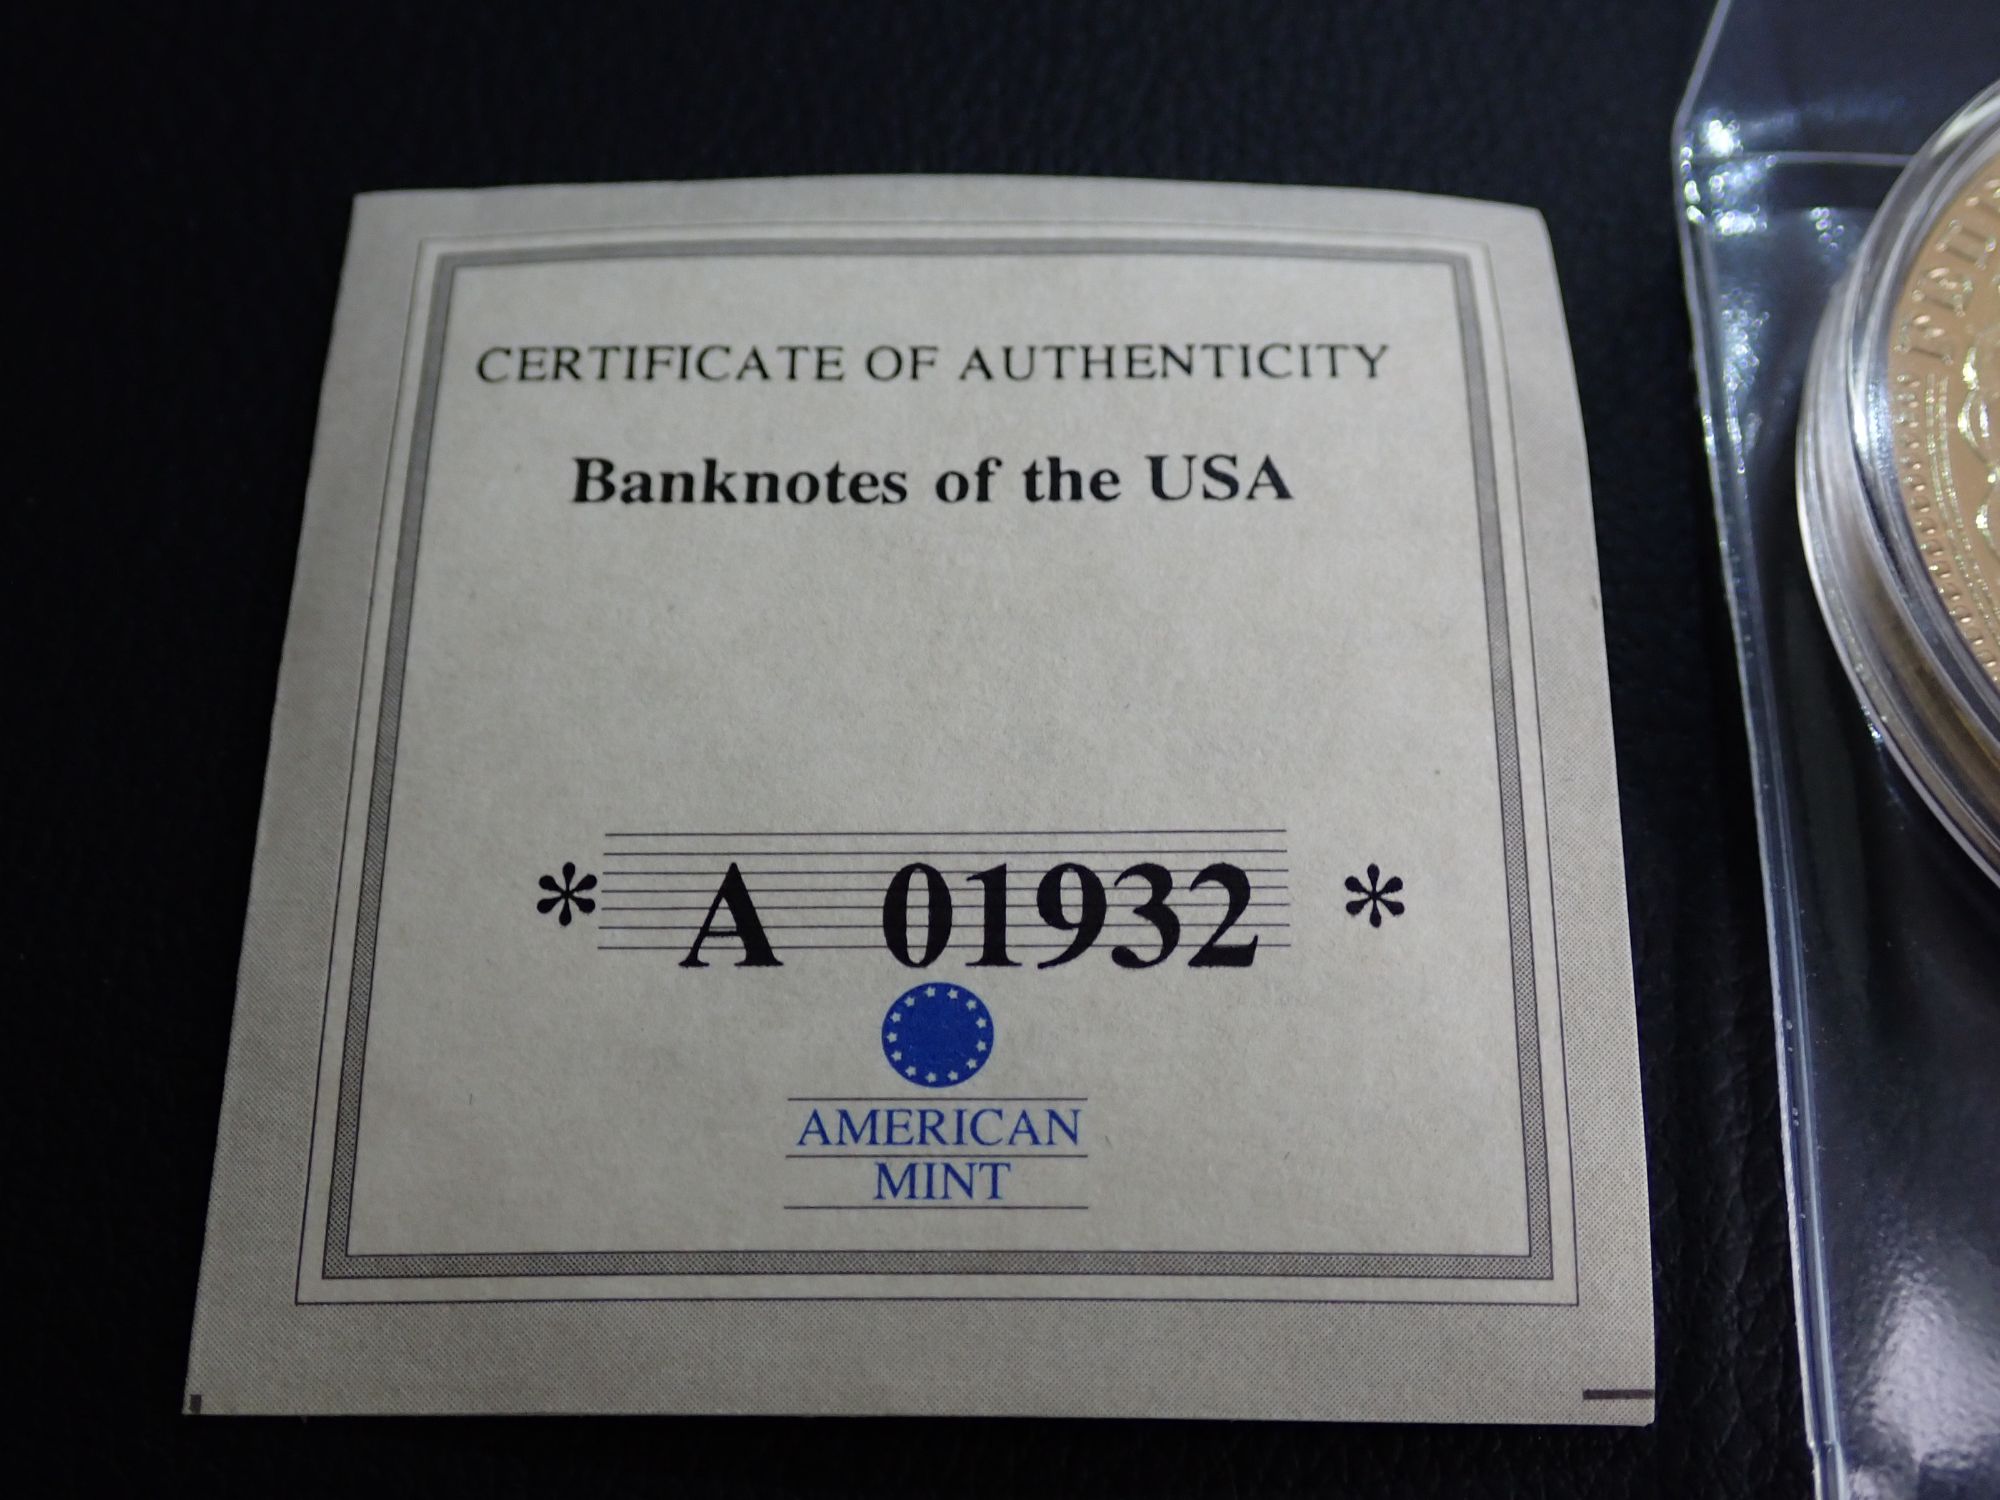 CERTIFICATE OF AUTHENTICITY
Banknotes of the USA
* A 01932 *
AMERICAN
MINT